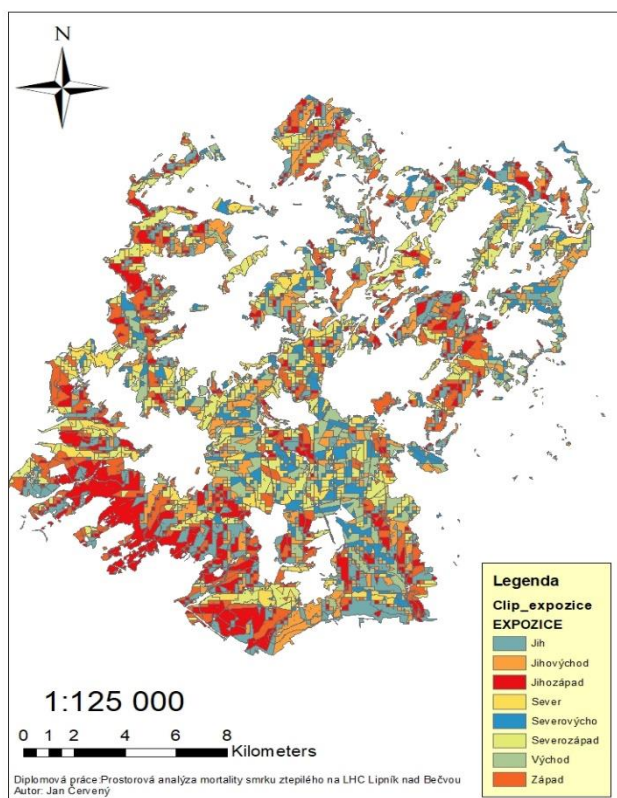 N
Legenda
Clip_expozice
EXPOZICE
Jih
Jihovýchod
Jihozápad
Sever
Severovýcho
Severozápad
Východ
Západ
1:125 000
0 1 2 4 6 8
Kilometers
Diplomová práce:Prostorová analýza mortality smrku ztepilého na LHC Lipník nad Bečvou
Autor: Jan Červený